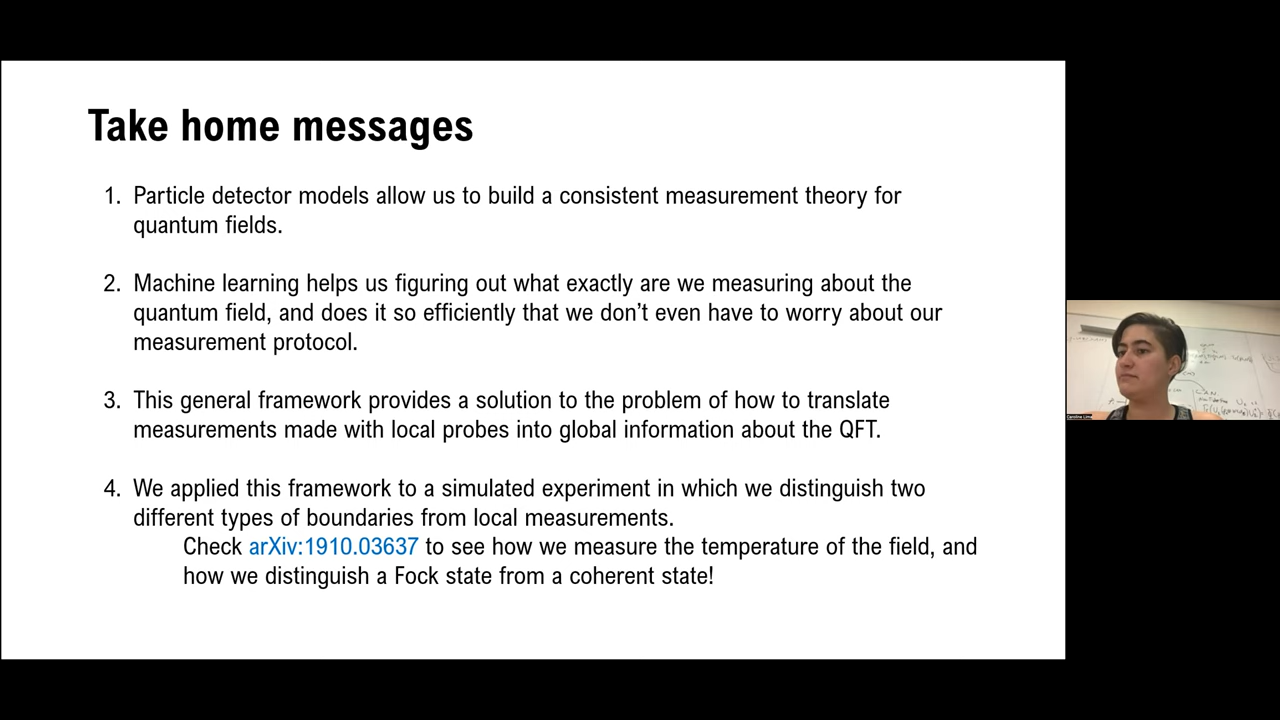 Take home messages
1. Particle detector models allow us to build a consistent measurement theory for
quantum fields.
2. Machine learning helps us figuring out what exactly are we measuring about the
quantum field, and does it so efficiently that we don't even have to worry about our
measurement protocol.
3. This general framework provides a solution to the problem of how to translate
measurements made with local probes into global information about the QFT.
4. We applied this framework to a simulated experiment in which we distinguish two
different types of boundaries from local measurements.
Check arXiv:1910.03637 to see how we measure the temperature of the field, and
how we distinguish a Fock state from a coherent state!